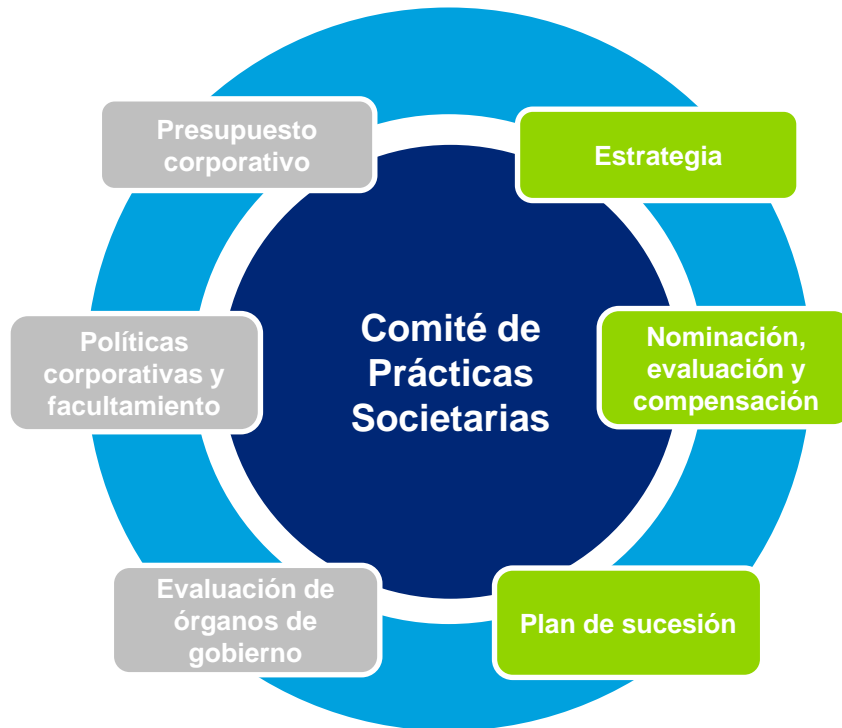 Presupuesto
corporativo
Estrategia
Comité de
Prácticas
Societarias
Políticas
corporativas y
facultamiento
Nominación,
evaluación y
compensación
Evaluación de
órganos de
gobierno
Plan de sucesión